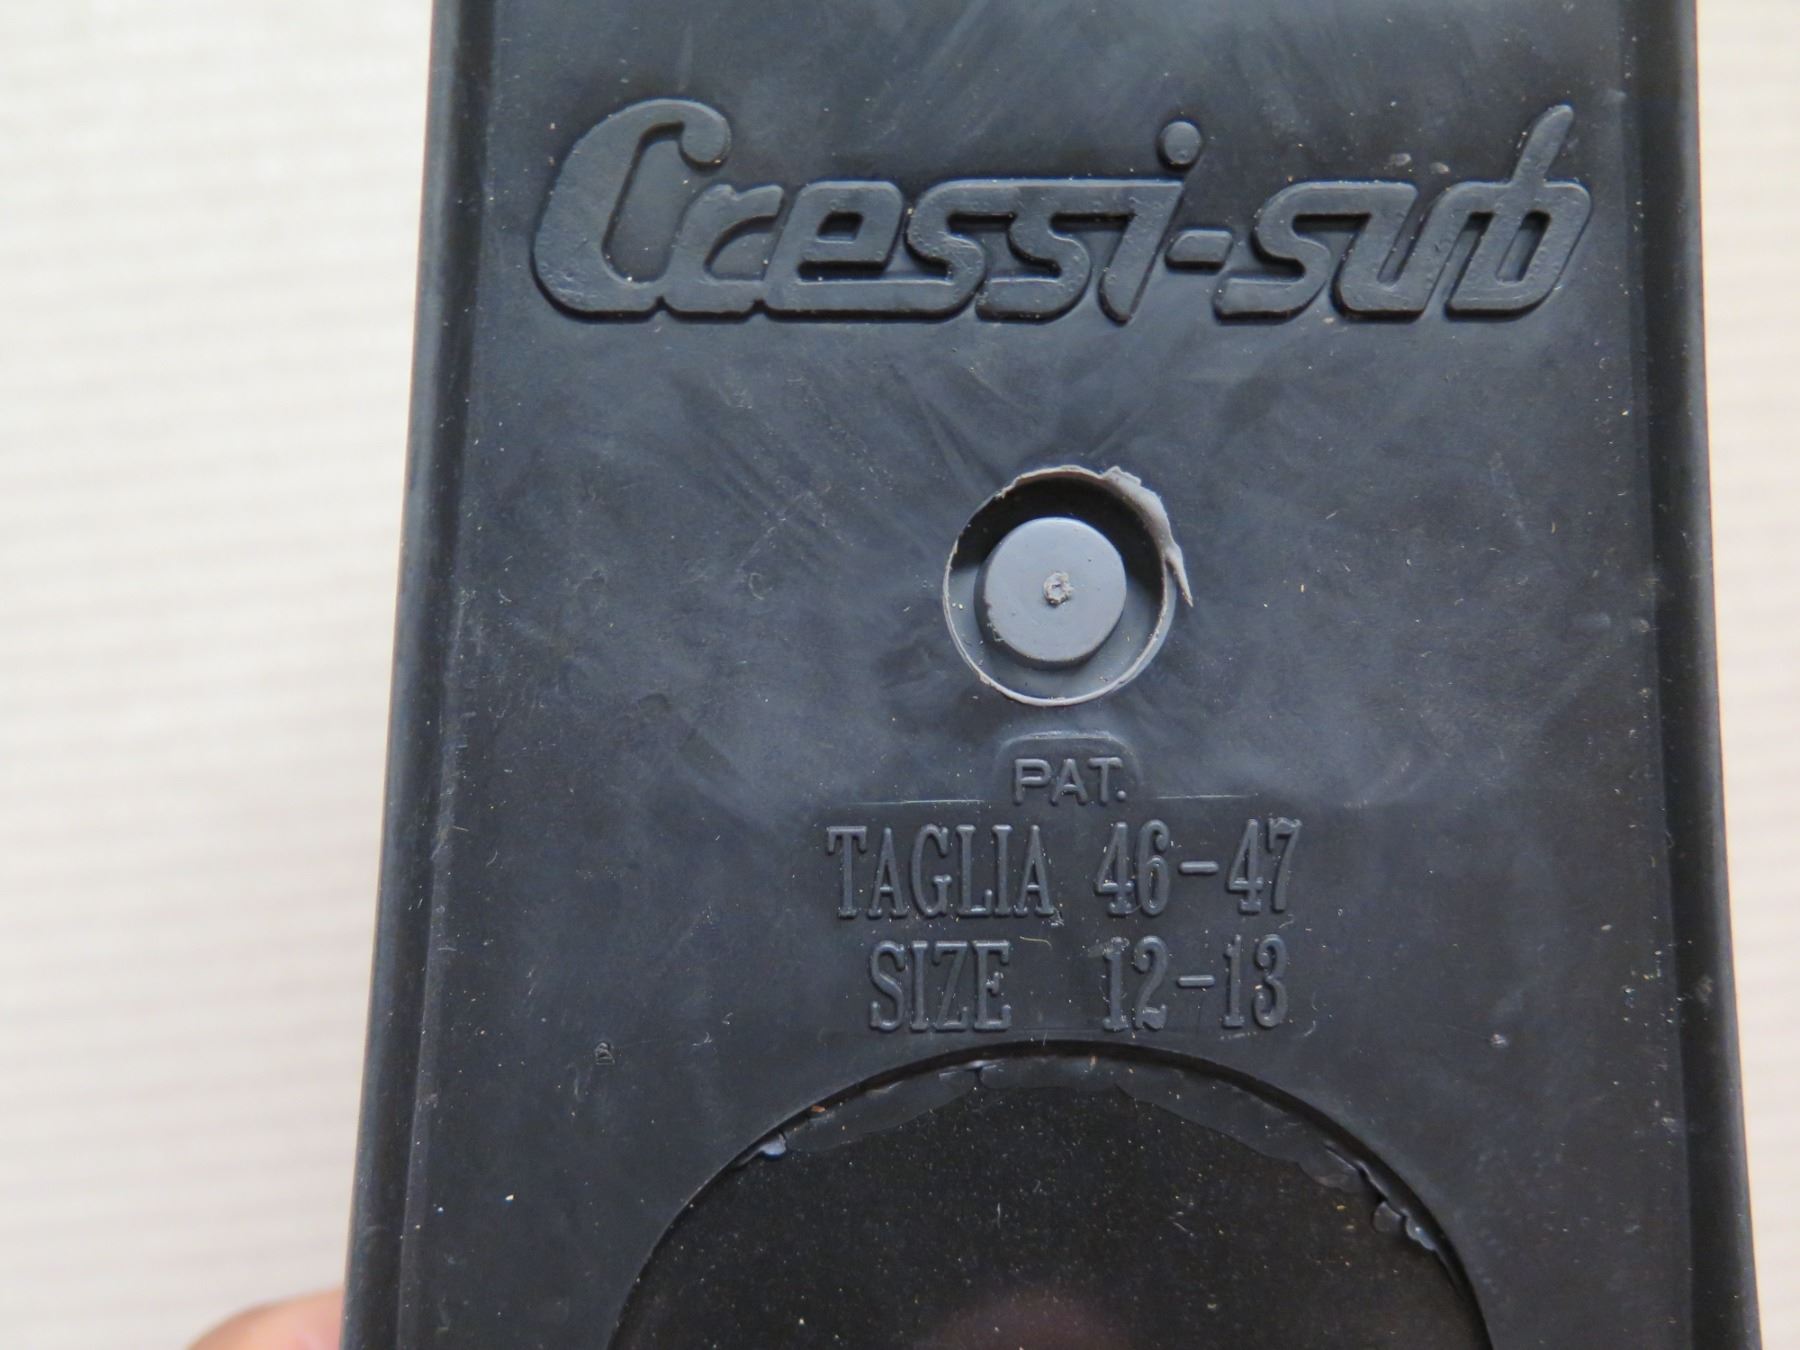 Cressi-sub
PAT.
TAGLIA 46-47
SIZE 12-13